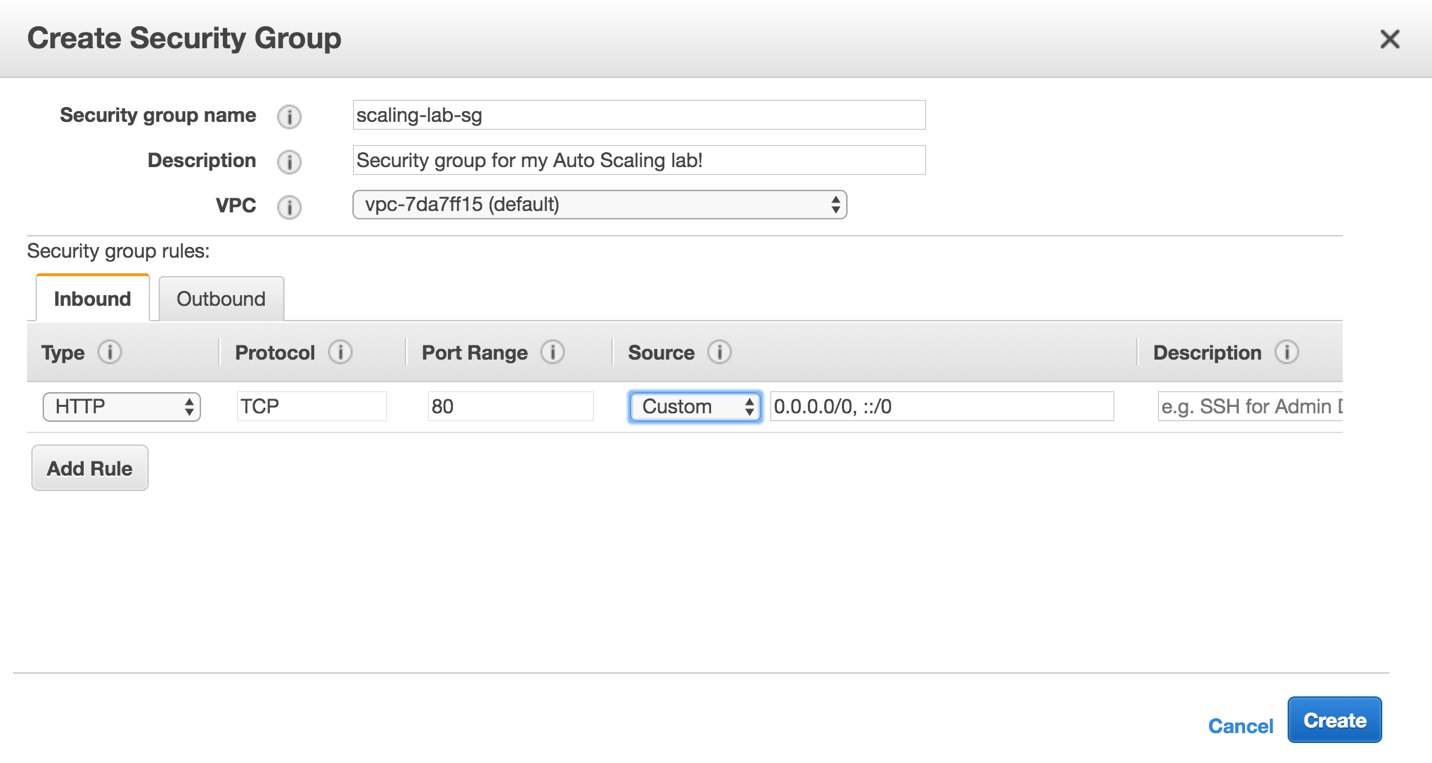 Create Security Group
Security group name i scaling-lab-sg
Description i Security group for my Auto Scaling lab!
VPC i vpc-7da7ff15 (default)
Security group rules:
Inbound Outbound
Type i Protocol i Port Range i Source i Description i
HTTP TCP 80 Custom 0.0.0.0/0, ::/0 e.g. SSH for Admin
Add Rule
Cancel Create